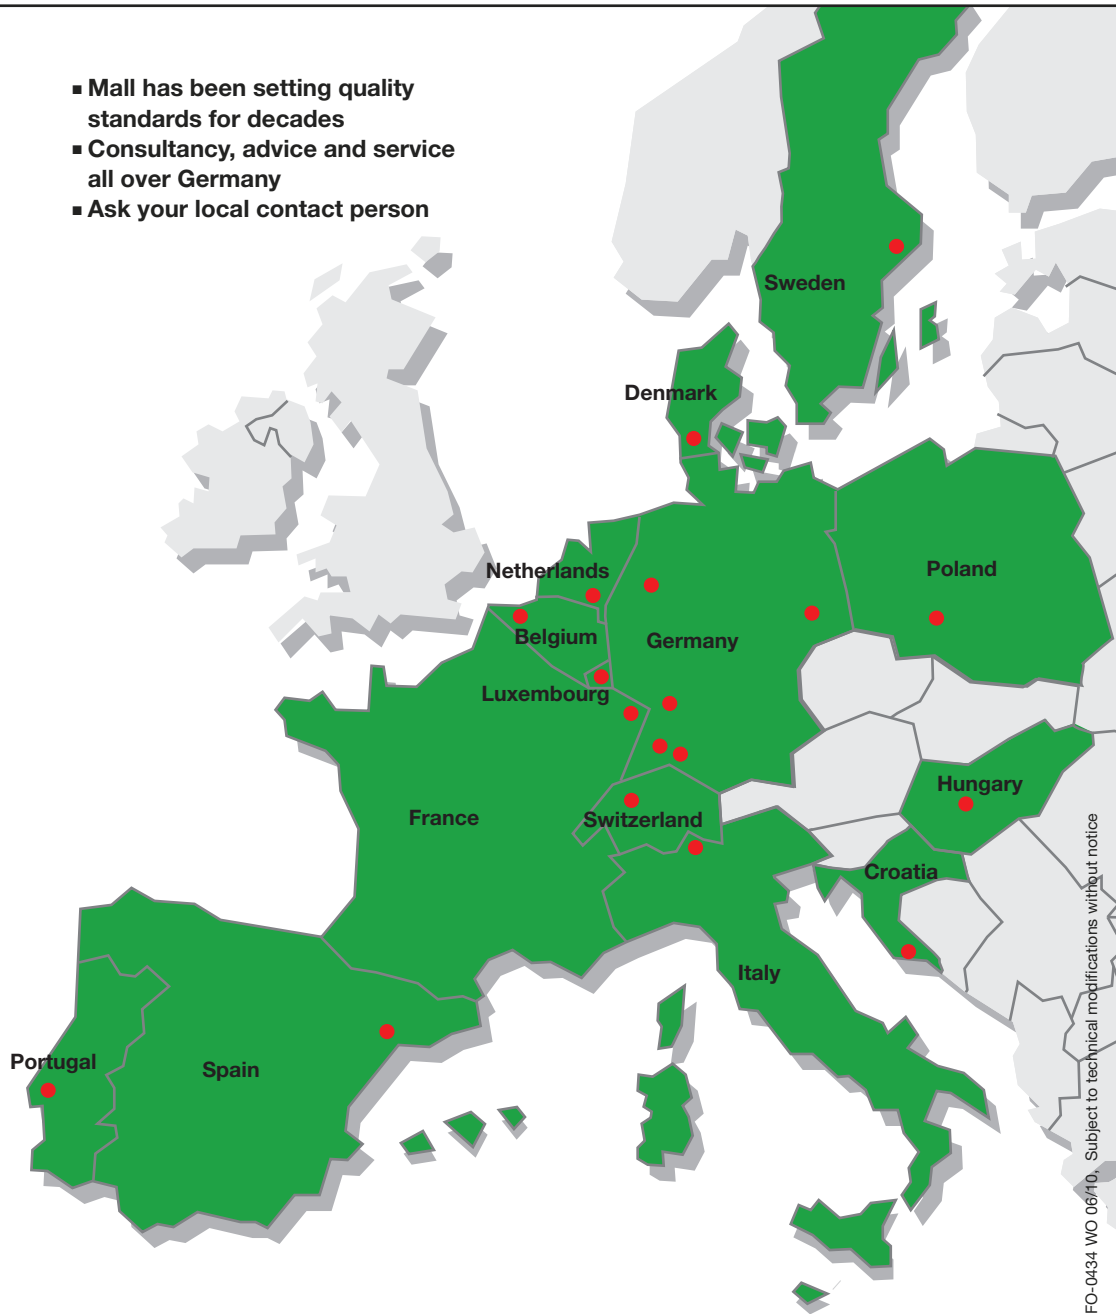 ▪ Mall has been setting quality
standards for decades
▪ Consultancy, advice and service
all over Germany
▪ Ask your local contact person
Sweden
Denmark
Netherlands
Poland
Belgium
Germany
Luxembourg
Hungary
France
Switzerland
Croatia
Italy
Portugal
Spain
FO-0434 WO 06/10, Subject to technical modifications without notice